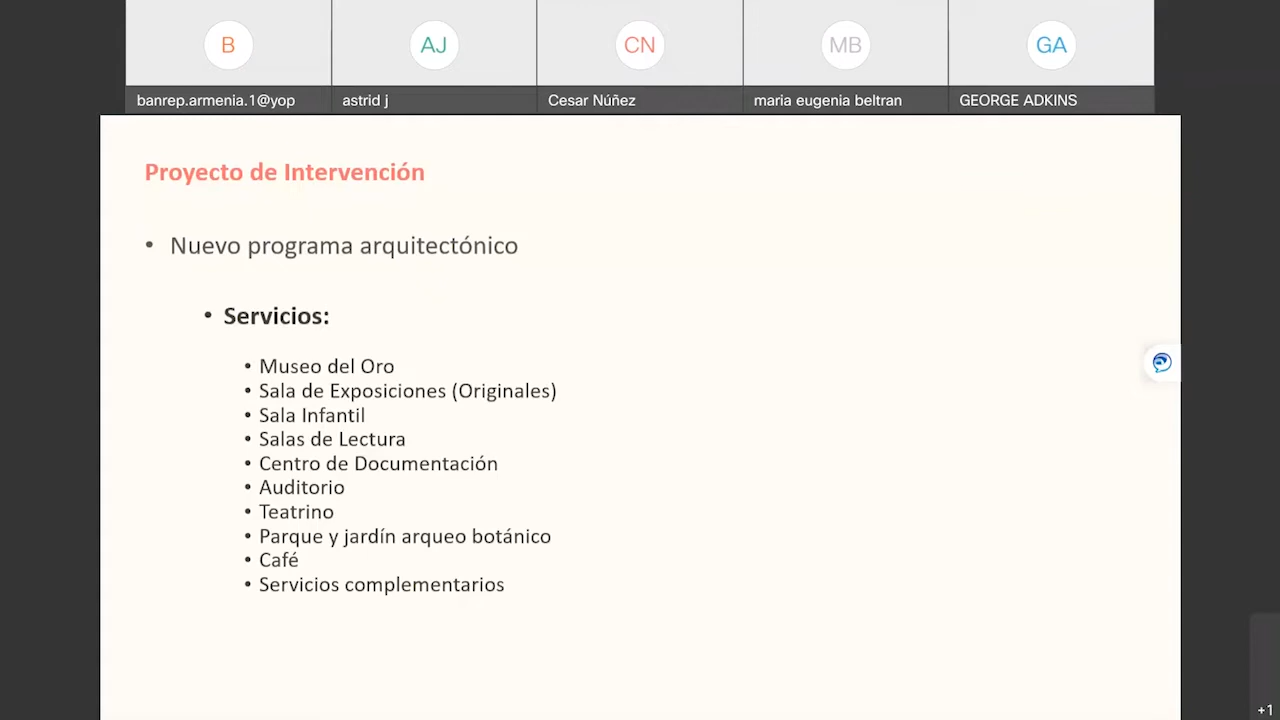 B
AJ
CN
MB
GA
banrep.armenia.1@yop
astrid j
Cesar Núñez
maria eugenia beltran
GEORGE ADKINS
Proyecto de Intervención
• Nuevo programa arquitectónico
• Servicios:
• Museo del Oro
• Sala de Exposiciones (Originales)
• Sala Infantil
• Salas de Lectura
• Centro de Documentación
• Auditorio
• Teatrino
• Parque y jardín arqueo botánico
• Café
• Servicios complementarios
+1